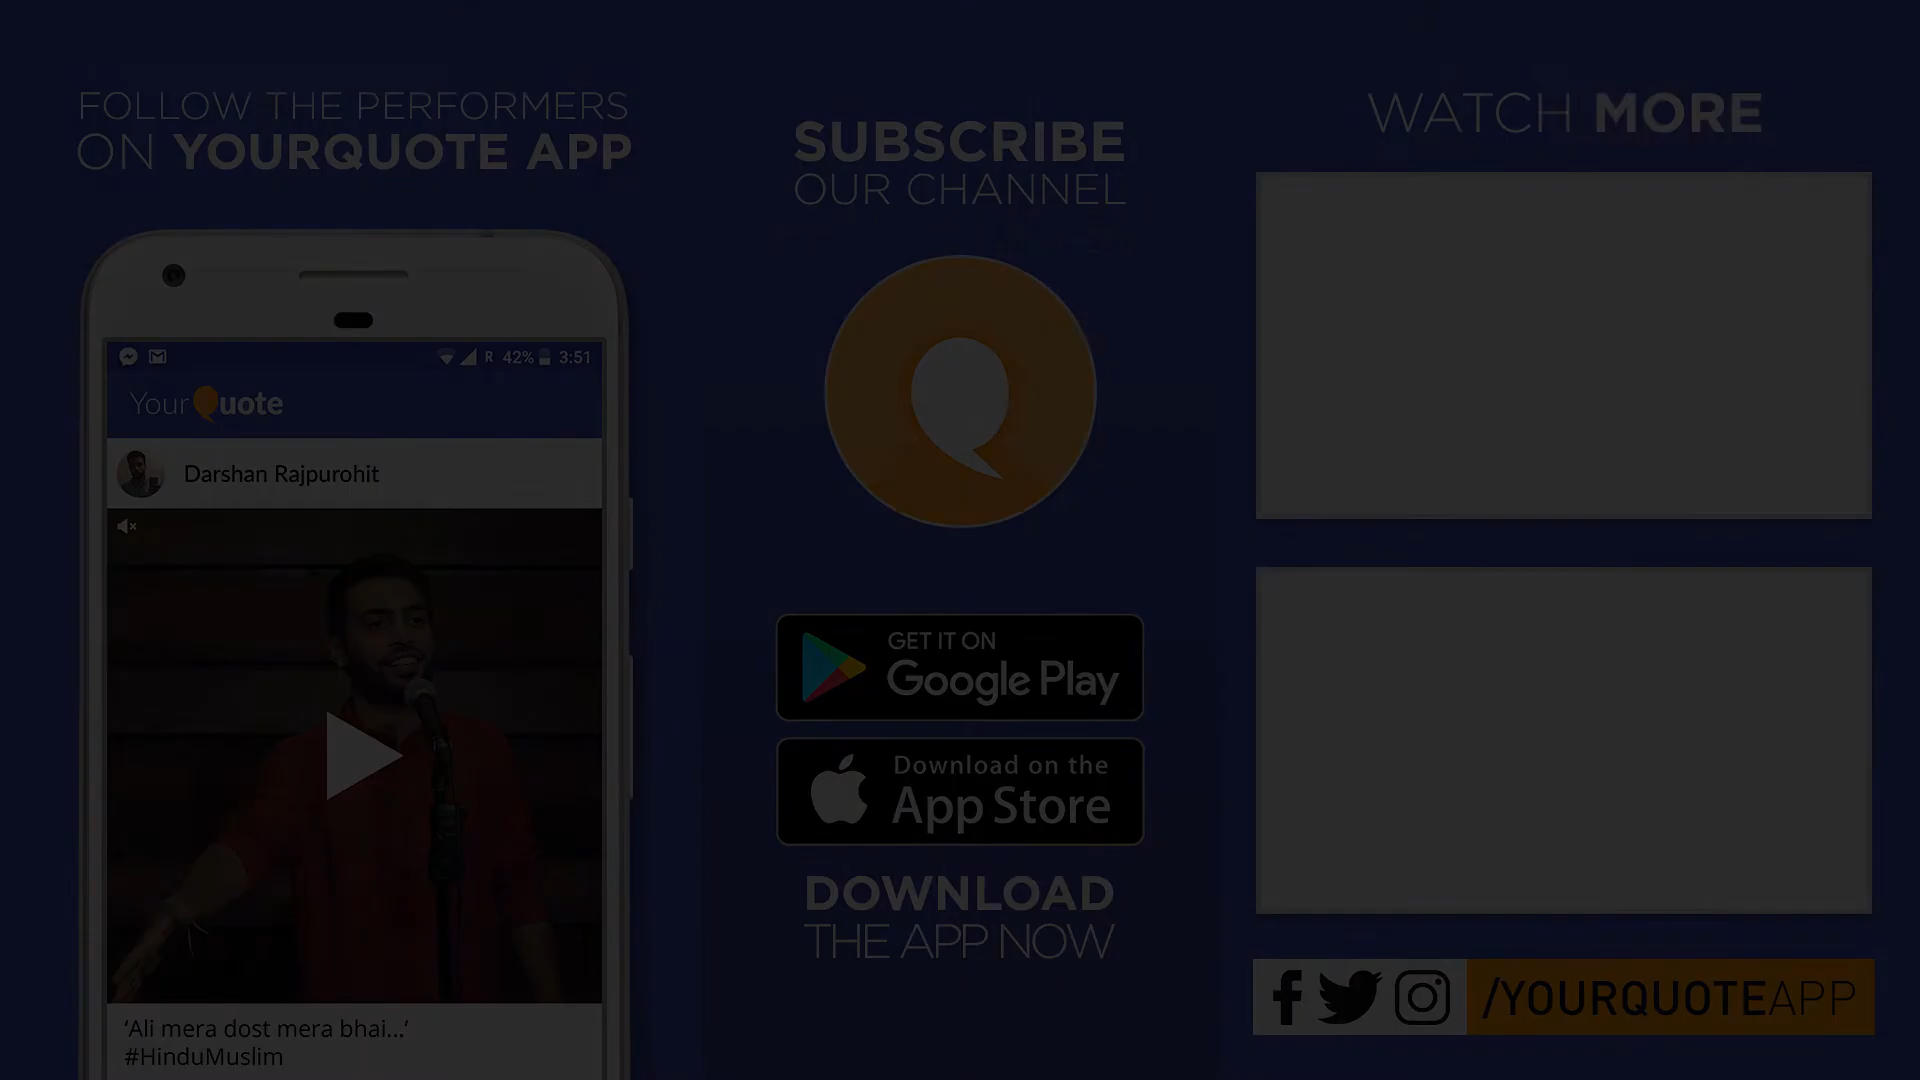 FOLLOW THE PERFORMERS
ON YOURQUOTE APP
R 42% 3:51
YourQuote
Darshan Rajpurohit
‘Ali mera dost mera bhai...’
#HinduMuslim
SUBSCRIBE
OUR CHANNEL
GET IT ON
Google Play
Download on the
App Store
DOWNLOAD
THE APP NOW
WATCH MORE
/YOURQUOTEAPP